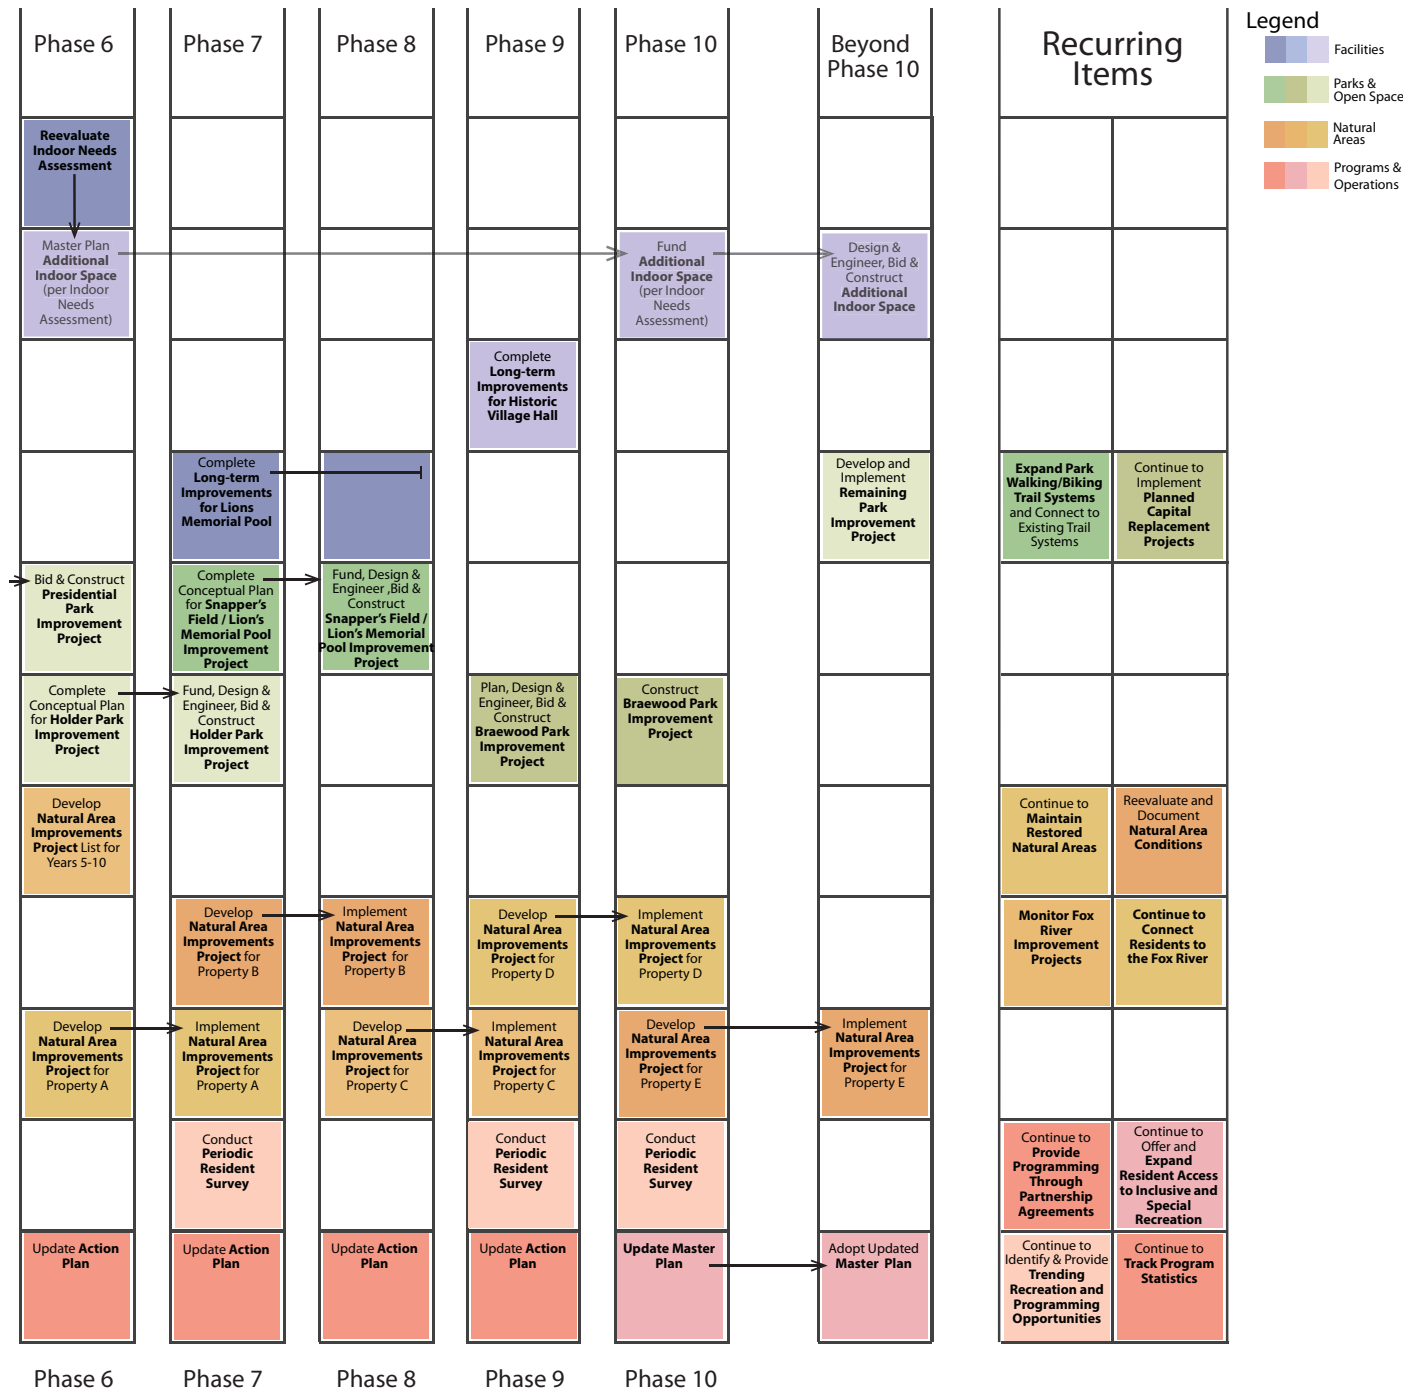 Phase 6
Phase 7
Phase 8
Phase 9
Phase 10
Beyond
Phase 10
Recurring
Items
Legend
Facilities
Parks &
Open Space
Natural
Areas
Programs &
Operations
Reevaluate
Indoor Needs
Assessment
Master Plan
Additional
Indoor Space
(per Indoor
Needs
Assessment)
Fund
Additional
Indoor Space
(per Indoor
Needs
Assessment)
Design &
Engineer, Bid &
Construct
Additional
Indoor Space
Complete
Long-term
Improvements
for Historic
Village Hall
Complete
Long-term
Improvements
for Lions
Memorial Pool
Develop and
Implement
Remaining
Park
Improvement
Project
Expand Park
Walking/Biking
Trail Systems
and Connect to
Existing Trail
Systems
Continue to
Implement
Planned
Capital
Replacement
Projects
Bid & Construct
Presidential
Park
Improvement
Project
Complete
Conceptual Plan
for Snapper's
Field / Lion's
Memorial Pool
Improvement
Project
Fund, Design &
Engineer ,Bid &
Construct
Snapper's Field /
Lion's Memorial
Pool Improvement
Project
Complete
Conceptual Plan
for Holder Park
Improvement
Project
Fund, Design &
Engineer, Bid &
Construct
Holder Park
Improvement
Project
Plan, Design &
Engineer, Bid &
Construct
Braewood Park
Improvement
Project
Construct
Braewood Park
Improvement
Project
Develop
Natural Area
Improvements
Project List for
Years 5-10
Continue to
Maintain
Restored
Natural Areas
Reevaluate and
Document
Natural Area
Conditions
Develop
Natural Area
Improvements
Project for
Property B
Implement
Natural Area
Improvements
Project for
Property B
Develop
Natural Area
Improvements
Project for
Property D
Implement
Natural Area
Improvements
Project for
Property D
Monitor Fox
River
Improvement
Projects
Continue to
Connect
Residents to
the Fox River
Develop
Natural Area
Improvements
Project for
Property A
Implement
Natural Area
Improvements
Project for
Property A
Develop
Natural Area
Improvements
Project for
Property C
Implement
Natural Area
Improvements
Project for
Property C
Develop
Natural Area
Improvements
Project for
Property E
Implement
Natural Area
Improvements
Project for
Property E
Conduct
Periodic
Resident
Survey
Conduct
Periodic
Resident
Survey
Conduct
Periodic
Resident
Survey
Continue to
Provide
Programming
Through
Partnership
Agreements
Continue to
Offer and
Expand
Resident Access
to Inclusive and
Special
Recreation
Update Action
Plan
Update Action
Plan
Update Action
Plan
Update Action
Plan
Update Master
Plan
Adopt Updated
Master Plan
Continue to
Identify & Provide
Trending
Recreation and
Programming
Opportunities
Continue to
Track Program
Statistics
Phase 6
Phase 7
Phase 8
Phase 9
Phase 10